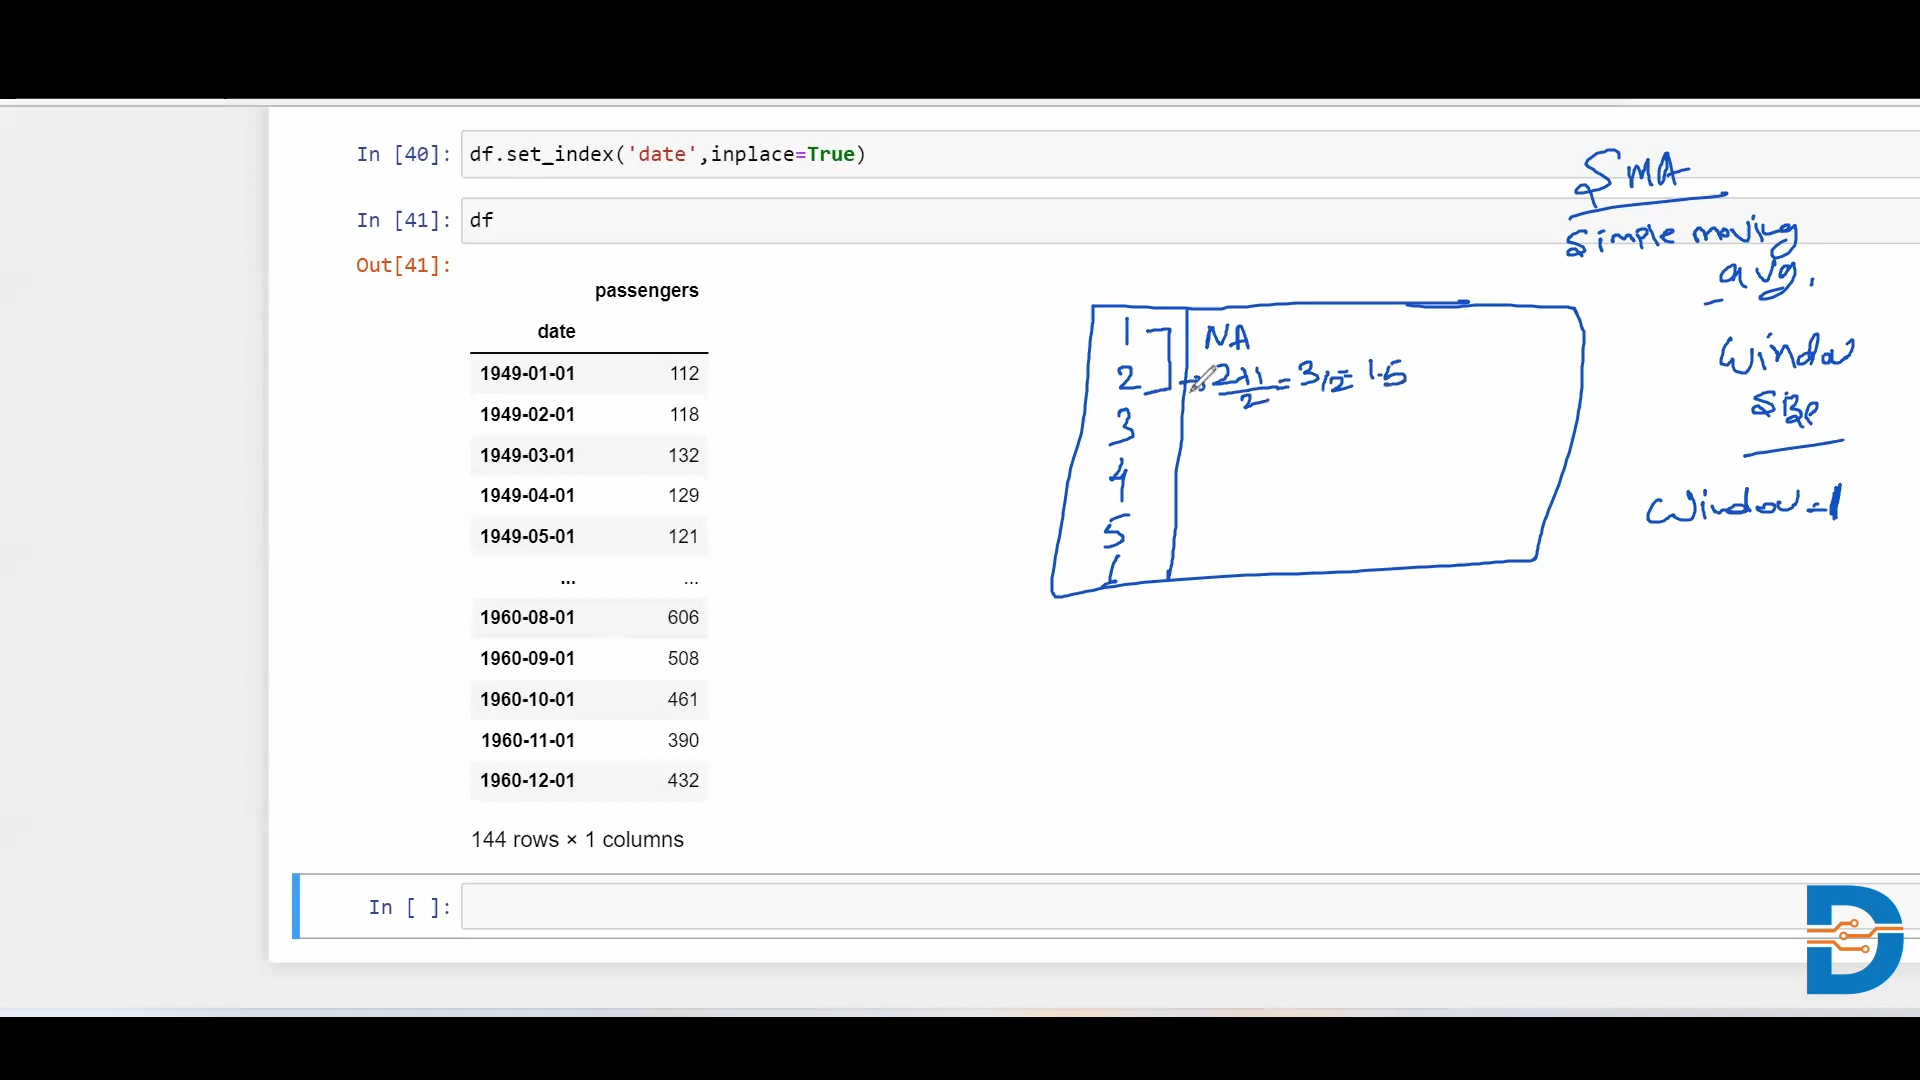 In [40]: df.set_index('date',inplace=True)
In [41]: df
Out[41]:
passengers
date
1949-01-01 112
1949-02-01 118
1949-03-01 132
1949-04-01 129
1949-05-01 121
... ...
1960-08-01 606
1960-09-01 508
1960-10-01 461
1960-11-01 390
1960-12-01 432
144 rows × 1 columns
In [ ]:
SMA
Simple moving
avg.
Window
Size
Window = 1
1 NA
2 → 2+1/2 = 3/2 = 1.5
3
4
5
1